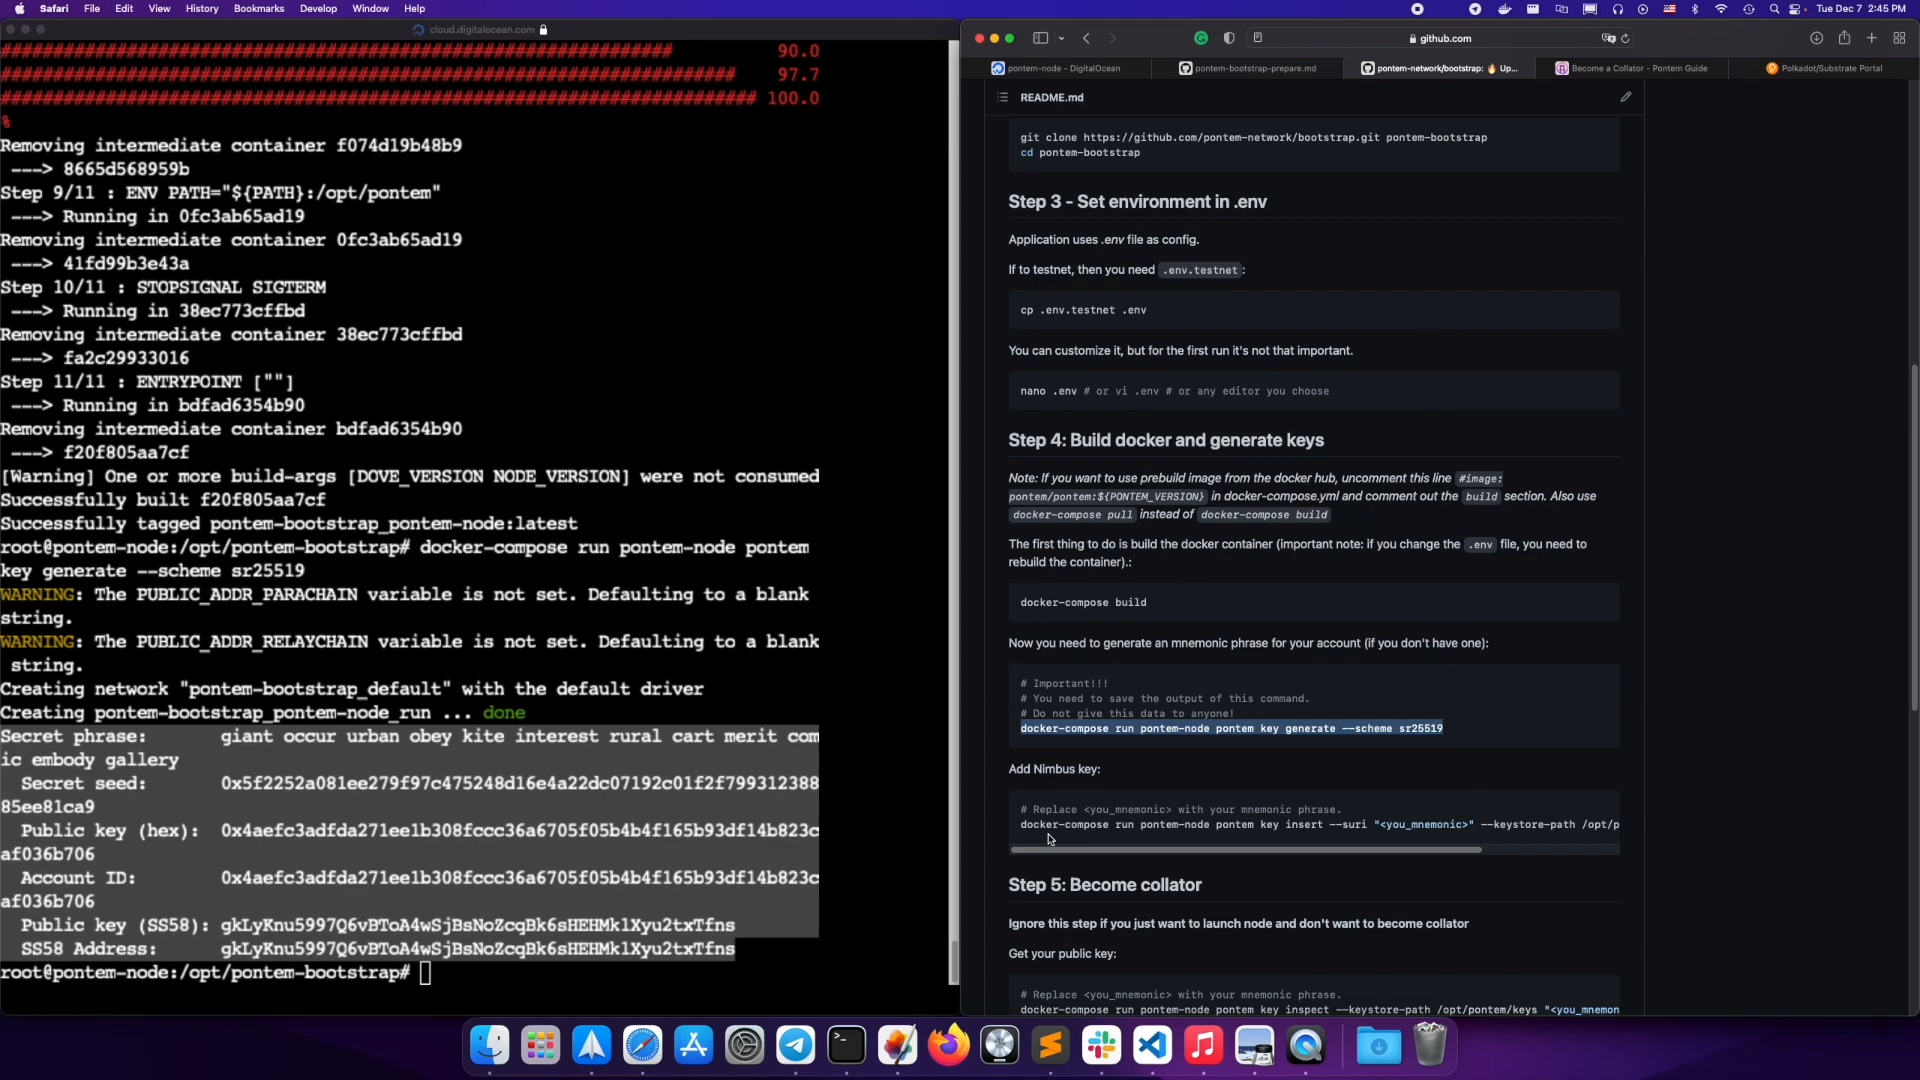 Safari File Edit View History Bookmarks Develop Window Help
Tue Dec 7 2:45 PM
cloud.digitalocean.com
################################################################ 90.0
###################################################################### 97.7
######################################################################## 100.0
%
Removing intermediate container f074d19b48b9
---> 8665d568959b
Step 9/11 : ENV PATH="${PATH}:/opt/pontem"
---> Running in 0fc3ab65ad19
Removing intermediate container 0fc3ab65ad19
---> 41fd99b3e43a
Step 10/11 : STOPSIGNAL SIGTERM
---> Running in 38ec773cffbd
Removing intermediate container 38ec773cffbd
---> fa2c29933016
Step 11/11 : ENTRYPOINT [""]
---> Running in bdfad6354b90
Removing intermediate container bdfad6354b90
---> f20f805aa7cf
[Warning] One or more build-args [DOVE_VERSION NODE_VERSION] were not consumed
Successfully built f20f805aa7cf
Successfully tagged pontem-bootstrap_pontem-node:latest
root@pontem-node:/opt/pontem-bootstrap# docker-compose run pontem-node pontem
key generate --scheme sr25519
WARNING: The PUBLIC_ADDR_PARACHAIN variable is not set. Defaulting to a blank
string.
WARNING: The PUBLIC_ADDR_RELAYCHAIN variable is not set. Defaulting to a blank
string.
Creating network "pontem-bootstrap_default" with the default driver
Creating pontem-bootstrap_pontem-node_run ... done
Secret phrase: giant occur urban obey kite interest rural cart merit com
ic embody gallery
Secret seed: 0x5f2252a081ee279f97c475248d16e4a22dc07192c01f2f799312388
85ee81ca9
Public key (hex): 0x4aefc3adfda271ee1b308fccc36a6705f05b4b4f165b93df14b823c
af036b706
Account ID: 0x4aefc3adfda271ee1b308fccc36a6705f05b4b4f165b93df14b823c
af036b706
Public key (SS58): gkLyKnu5997Q6vBToA4wSjBsNoZcqBk6sHEHMk1Xyu2txTfns
SS58 Address: gkLyKnu5997Q6vBToA4wSjBsNoZcqBk6sHEHMk1Xyu2txTfns
root@pontem-node:/opt/pontem-bootstrap#
github.com
pontem-node - DigitalOcean
pontem-bootstrap-prepare.md
pontem-network/bootstrap: 🔥 Up...
Become a Collator - Pontem Guide
Polkadot/Substrate Portal
README.md
git clone https://github.com/pontem-network/bootstrap.git pontem-bootstrap
cd pontem-bootstrap
Step 3 - Set environment in .env
Application uses .env file as config.
If to testnet, then you need .env.testnet:
cp .env.testnet .env
You can customize it, but for the first run it's not that important.
nano .env # or vi .env # or any editor you choose
Step 4: Build docker and generate keys
Note: If you want to use prebuild image from the docker hub, uncomment this line #image:
pontem/pontem:${PONTEM_VERSION} in docker-compose.yml and comment out the build section. Also use
docker-compose pull instead of docker-compose build
The first thing to do is build the docker container (important note: if you change the .env file, you need to
rebuild the container).:
docker-compose build
Now you need to generate an mnemonic phrase for your account (if you don't have one):
# Important!!!
# You need to save the output of this command.
# Do not give this data to anyone!
docker-compose run pontem-node pontem key generate --scheme sr25519
Add Nimbus key:
# Replace <you_mnemonic> with your mnemonic phrase.
docker-compose run pontem-node pontem key insert --suri "<you_mnemonic>" --keystore-path /opt/p
Step 5: Become collator
Ignore this step if you just want to launch node and don't want to become collator
Get your public key:
# Replace <you_mnemonic> with your mnemonic phrase.
docker-compose run pontem-node pontem key inspect --keystore-path /opt/pontem/keys "<you_mnemon